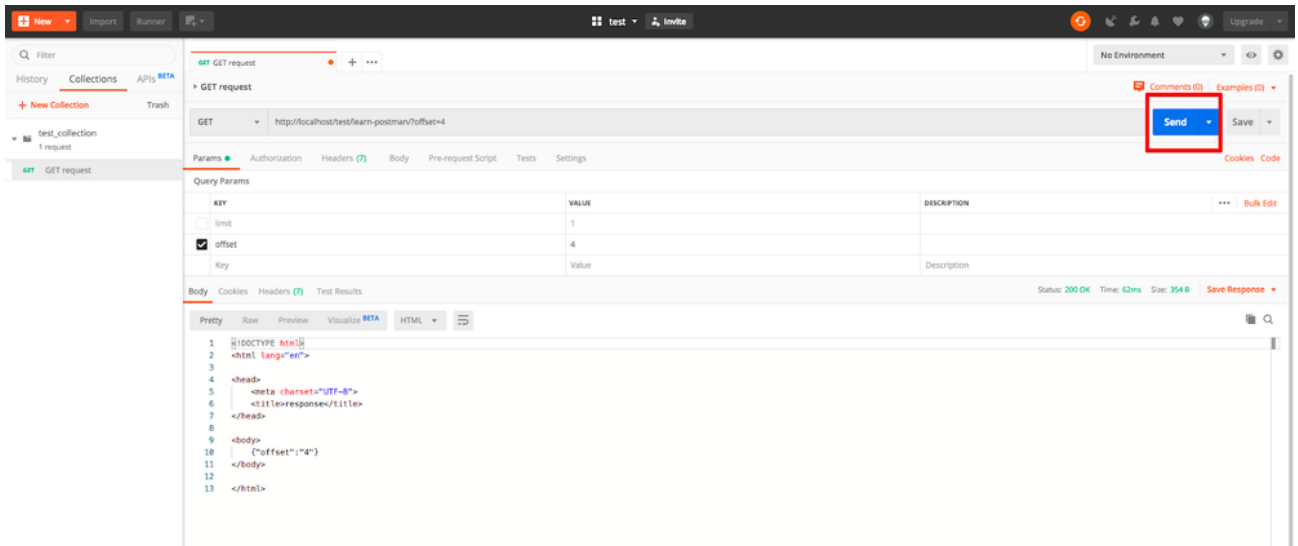 New Import Runner test Invite Upgrade
Filter
History Collections APIs BETA
+ New Collection Trash
test_collection
1 request
GET GET request
GET GET request + •••
No Environment
GET request
Comments (0) Examples (0)
GET http://localhost/test/learn-postman/?offset=4 Send Save
Params Authorization Headers (7) Body Pre-request Script Tests Settings Cookies Code
Query Params
KEY VALUE DESCRIPTION ••• Bulk Edit
limit 1
offset 4
Key Value Description
Body Cookies Headers (7) Test Results Status: 200 OK Time: 62ms Size: 354 B Save Response
Pretty Raw Preview Visualize BETA HTML
1 <!DOCTYPE html>
2 <html lang="en">
3
4 <head>
5 <meta charset="UTF-8">
6 <title>response</title>
7 </head>
8
9 <body>
10 {"offset":"4"}
11 </body>
12
13 </html>